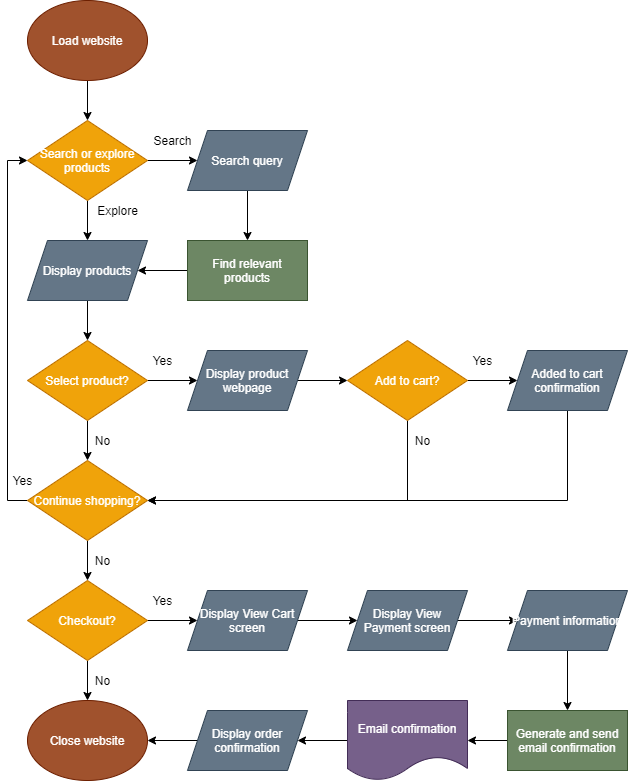 Load website
Search or explore
products
Search
Search query
Explore
Display products
Find relevant
products
Select product?
Yes
Display product
webpage
Add to cart?
Yes
Added to cart
confirmation
No
No
Yes
Continue shopping?
No
Checkout?
Yes
Display View Cart
screen
Display View
Payment screen
Payment information
No
Close website
Display order
confirmation
Email confirmation
Generate and send
email confirmation